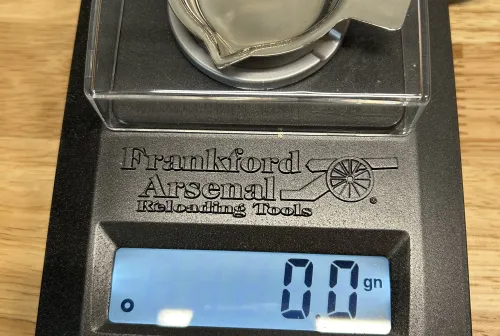 Frankford
Arsenal
Reloading Tools
®
0.0 gn